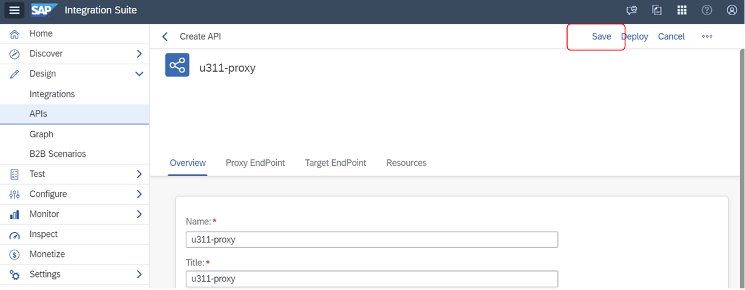 SAP Integration Suite
Home
Discover
Design
Integrations
APIs
Graph
B2B Scenarios
Test
Configure
Monitor
Inspect
Monetize
Settings
Create API
Save Deploy Cancel
u311-proxy
Overview Proxy EndPoint Target EndPoint Resources
Name: *
u311-proxy
Title: *
u311-proxy